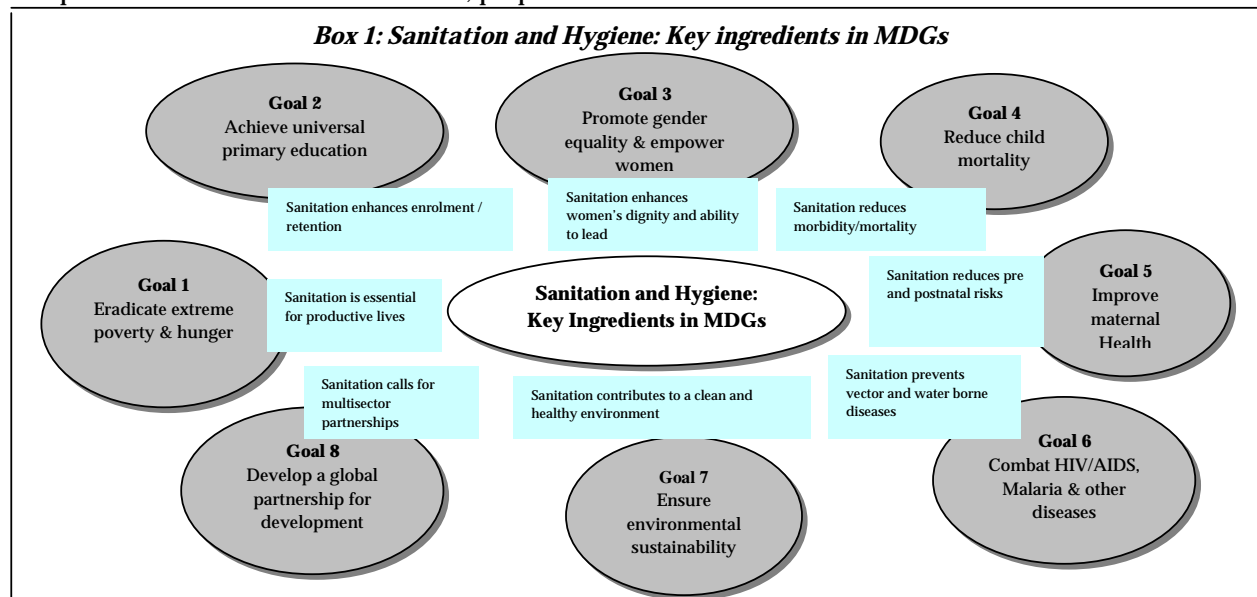 Box 1: Sanitation and Hygiene: Key ingredients in MDGs
Goal 2
Achieve universal
primary education
Goal 3
Promote gender
equality & empower
women
Goal 4
Reduce child
mortality
Sanitation enhances enrolment /
retention
Sanitation enhances
women's dignity and ability
to lead
Sanitation reduces
morbidity/mortality
Goal 1
Eradicate extreme
poverty & hunger
Sanitation is essential
for productive lives
Sanitation and Hygiene:
Key Ingredients in MDGs
Sanitation reduces pre
and postnatal risks
Goal 5
Improve
maternal
Health
Sanitation calls for
multisector
partnerships
Sanitation contributes to a clean and
healthy environment
Sanitation prevents
vector and water borne
diseases
Goal 8
Develop a global
partnership for
development
Goal 7
Ensure
environmental
sustainability
Goal 6
Combat HIV/AIDS,
Malaria & other
diseases